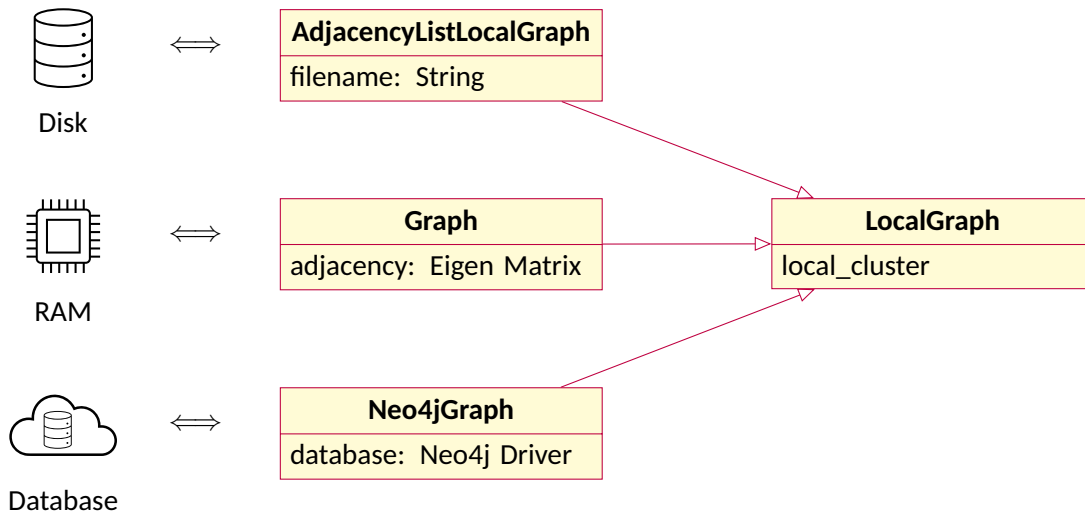 AdjacencyListLocalGraph
filename: String
Disk
Graph
adjacency: Eigen Matrix
RAM
LocalGraph
local_cluster
Neo4jGraph
database: Neo4j Driver
Database